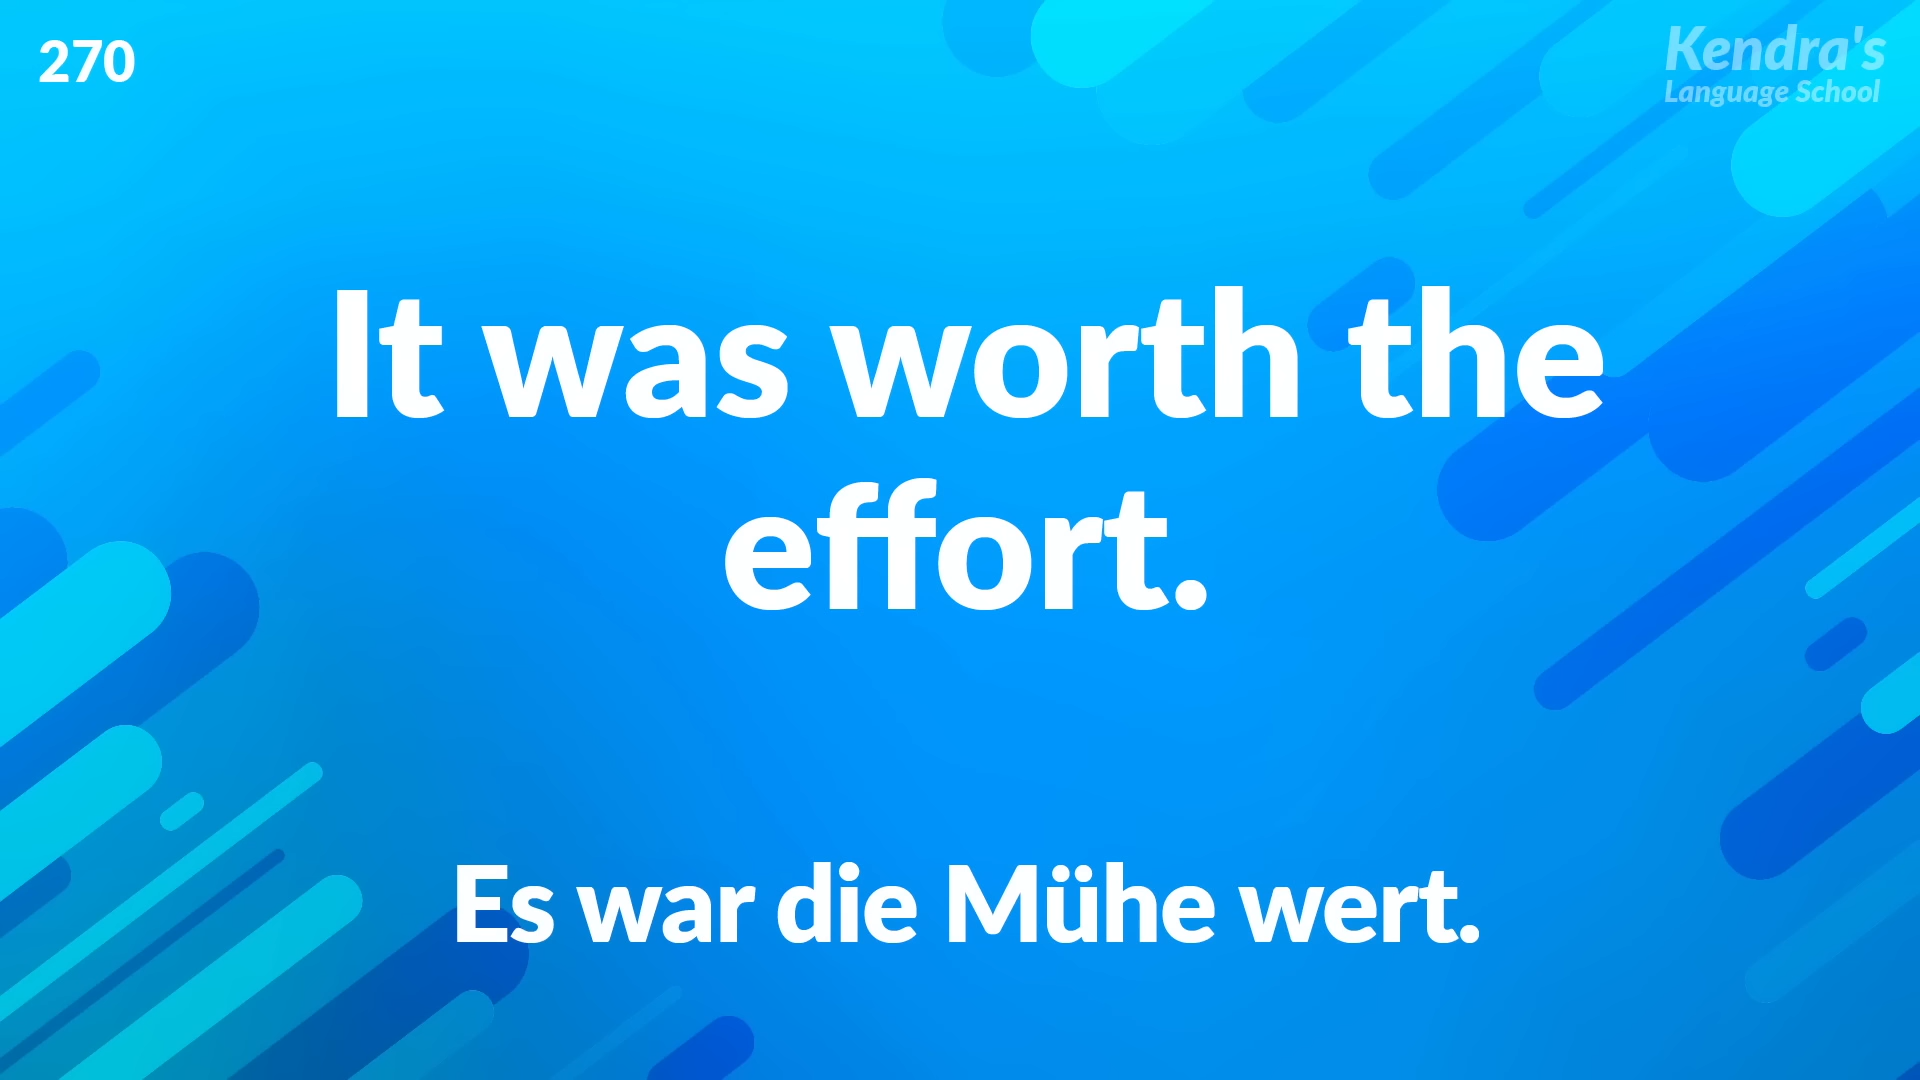 270
Kendra's
Language School
It was worth the
effort.
Es war die Mühe wert.